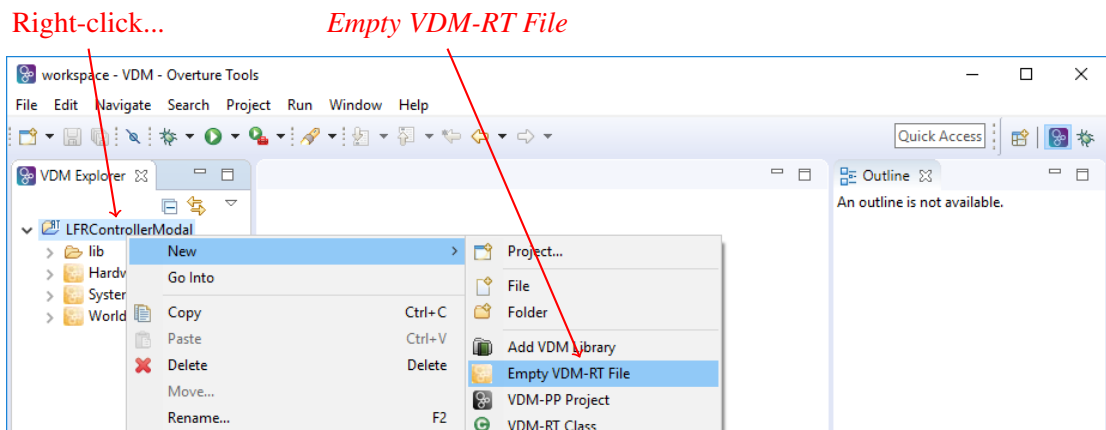 Right-click... Empty VDM-RT File
workspace - VDM - Overture Tools
File Edit Navigate Search Project Run Window Help
Quick Access
VDM Explorer
Outline
An outline is not available.
LFRControllerModal
lib
Hardw
System
World
New
Go Into
Copy Ctrl+C
Paste Ctrl+V
Delete Delete
Move...
Rename... F2
Project...
File
Folder
Add VDM Library
Empty VDM-RT File
VDM-PP Project
VDM-RT Class